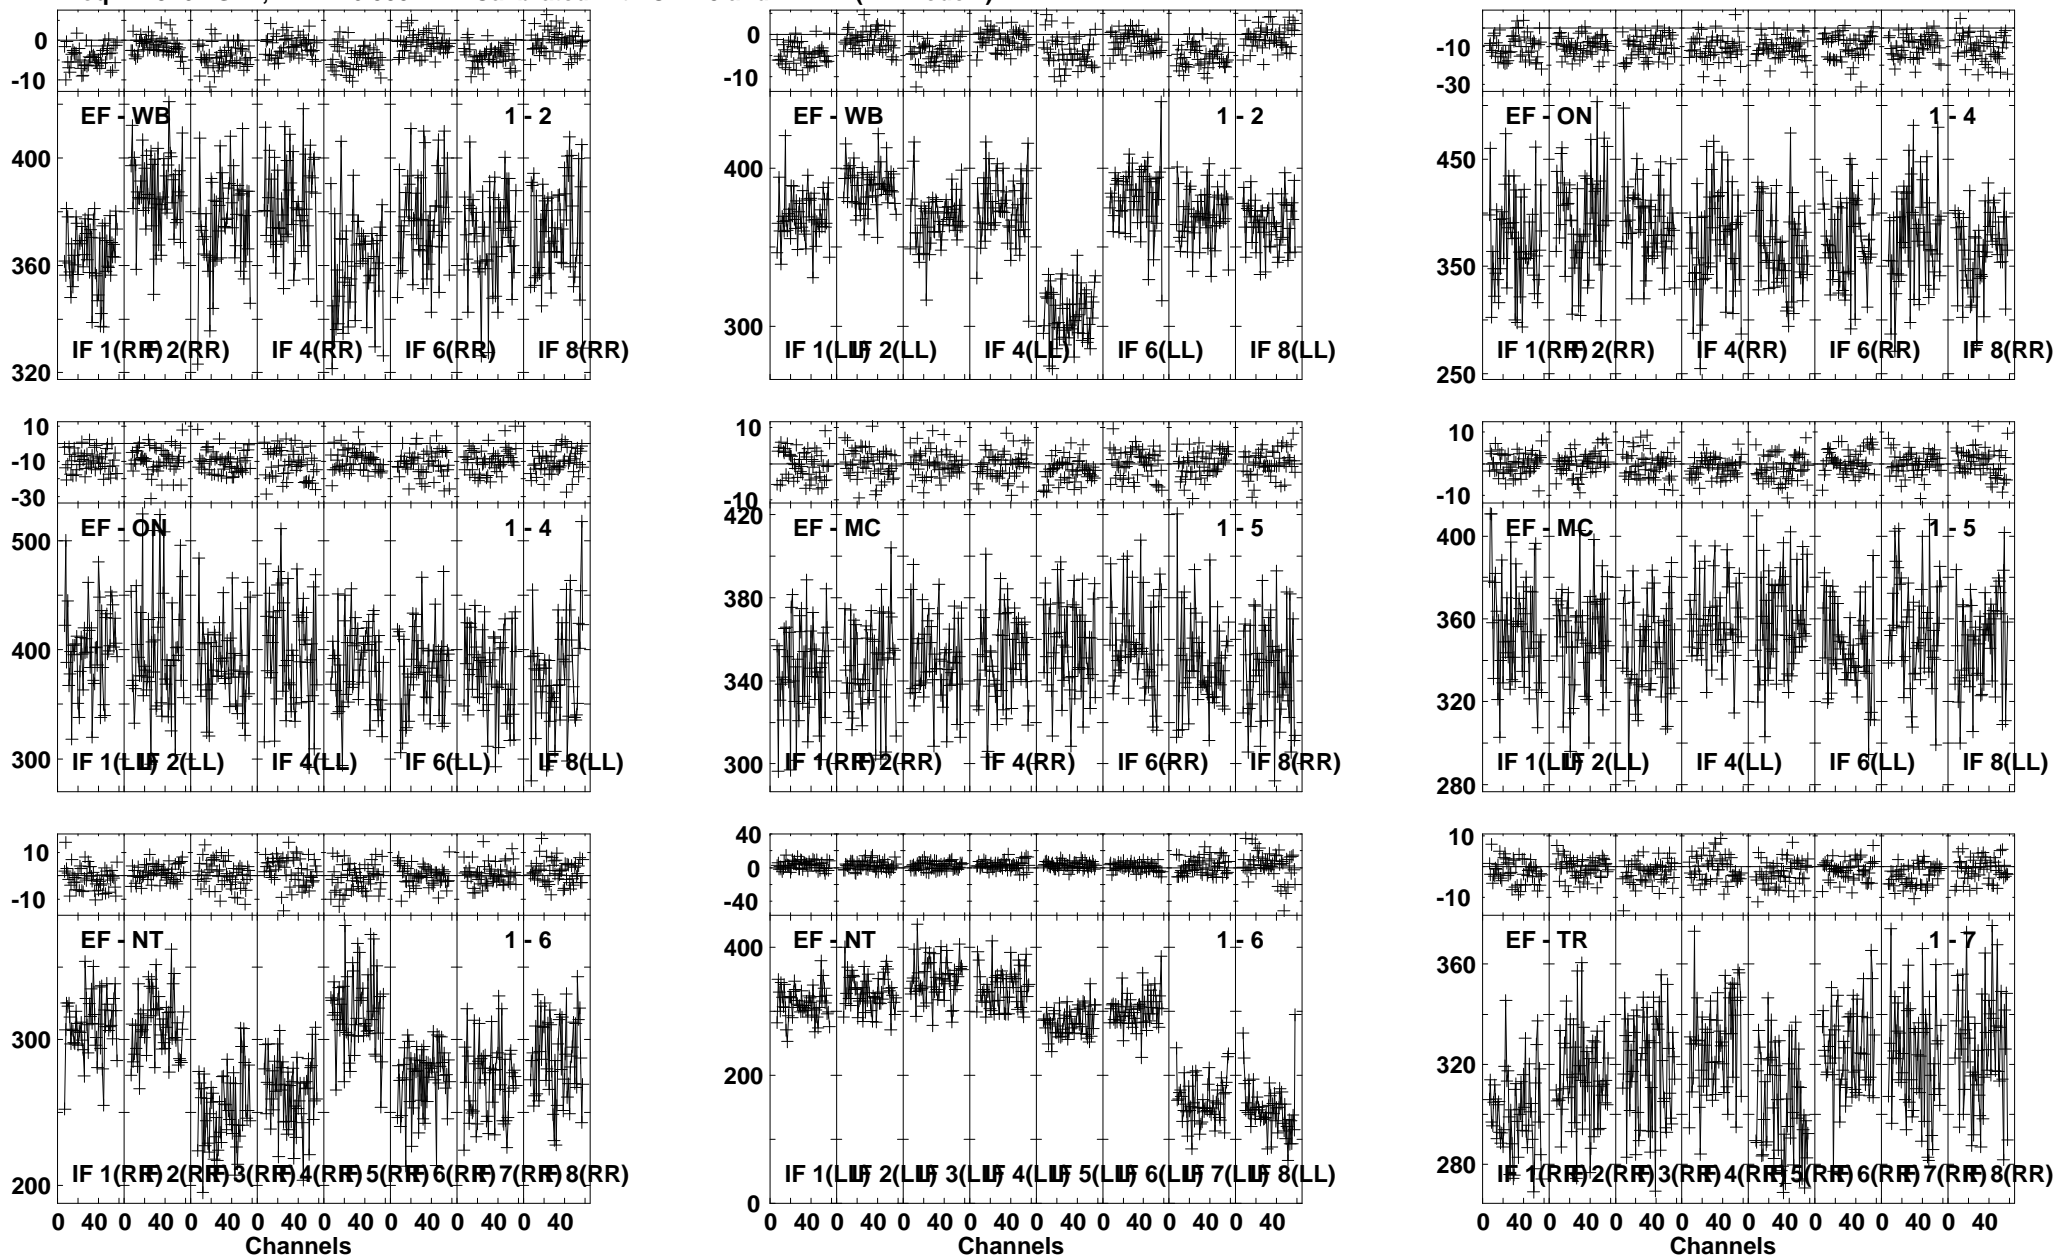 0
-10
EF - WB 1 - 2
400
360
320
IF 1(RR) IF 2(RR) IF 4(RR) IF 6(RR) IF 8(RR)
0
-10
EF - WB 1 - 2
400
300
IF 1(LL) IF 2(LL) IF 4(LL) IF 6(LL) IF 8(LL)
-10
-30
EF - ON 1 - 4
450
350
250
IF 1(RR) IF 2(RR) IF 4(RR) IF 6(RR) IF 8(RR)
10
-10
-30
EF - ON 1 - 4
500
400
300
IF 1(LL) IF 2(LL) IF 4(LL) IF 6(LL) IF 8(LL)
10
-10
EF - MC 1 - 5
420
380
340
300
IF 1(RR) IF 2(RR) IF 4(RR) IF 6(RR) IF 8(RR)
10
-10
EF - MC 1 - 5
400
360
320
280
IF 1(LL) IF 2(LL) IF 4(LL) IF 6(LL) IF 8(LL)
10
-10
EF - NT 1 - 6
300
200
IF 1(RR) IF 2(RR) IF 3(RR) IF 4(RR) IF 5(RR) IF 6(RR) IF 7(RR) IF 8(RR)
0 40 0 40 0 40 0 40 0 40 0 40 0 40 0 40
Channels
40
0
-40
EF - NT 1 - 6
400
200
0
IF 1(LL) IF 2(LL) IF 3(LL) IF 4(LL) IF 5(LL) IF 6(LL) IF 7(LL) IF 8(LL)
0 40 0 40 0 40 0 40 0 40 0 40 0 40 0 40
Channels
10
-10
EF - TR 1 - 7
360
320
280
IF 1(RR) IF 2(RR) IF 3(RR) IF 4(RR) IF 5(RR) IF 6(RR) IF 7(RR) IF 8(RR)
0 40 0 40 0 40 0 40 0 40 0 40 0 40 0 40
Channels